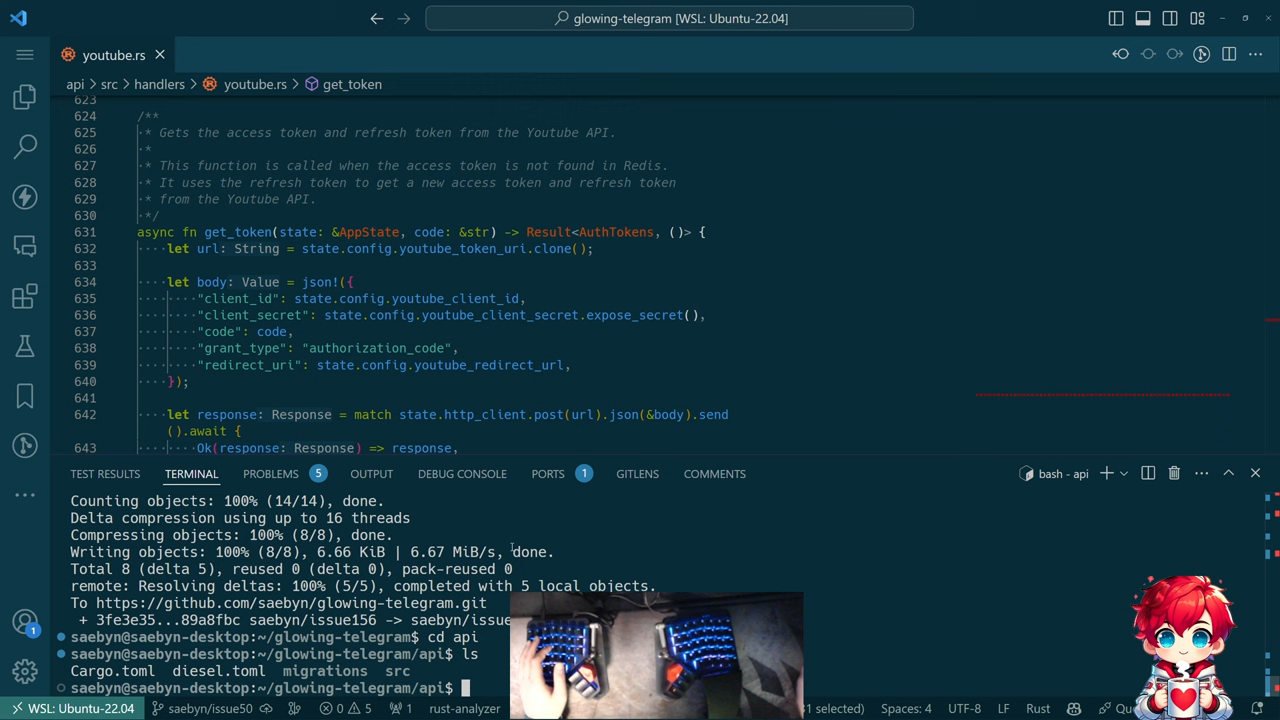 glowing-telegram [WSL: Ubuntu-22.04]
youtube.rs
api > src > handlers > youtube.rs > get_token
623
624 /**
625 * Gets the access token and refresh token from the Youtube API.
626 *
627 * This function is called when the access token is not found in Redis.
628 * It uses the refresh token to get a new access token and refresh token
629 * from the Youtube API.
630 */
631 async fn get_token(state: &AppState, code: &str) -> Result<AuthTokens, ()> {
632 let url: String = state.config.youtube_token_uri.clone();
633
634 let body: Value = json!({
635 "client_id": state.config.youtube_client_id,
636 "client_secret": state.config.youtube_client_secret.expose_secret(),
637 "code": code,
638 "grant_type": "authorization_code",
639 "redirect_uri": state.config.youtube_redirect_url,
640 });
641
642 let response: Response = match state.http_client.post(url).json(&body).send
().await {
643 Ok(response: Response) => response,
TEST RESULTS TERMINAL PROBLEMS 5 OUTPUT DEBUG CONSOLE PORTS 1 GITLENS COMMENTS bash - api
Counting objects: 100% (14/14), done.
Delta compression using up to 16 threads
Compressing objects: 100% (8/8), done.
Writing objects: 100% (8/8), 6.66 KiB | 6.67 MiB/s, done.
Total 8 (delta 5), reused 0 (delta 0), pack-reused 0
remote: Resolving deltas: 100% (5/5), completed with 5 local objects.
To https://github.com/saebyn/glowing-telegram.git
+ 3fe3e35...89a8fbc saebyn/issue156 -> saebyn/issue
saebyn@saebyn-desktop:~/glowing-telegram$ cd api
saebyn@saebyn-desktop:~/glowing-telegram/api$ ls
Cargo.toml diesel.toml migrations src
saebyn@saebyn-desktop:~/glowing-telegram/api$
1
WSL: Ubuntu-22.04 saebyn/issue50 0 5 1 rust-analyzer selected) Spaces: 4 UTF-8 LF Rust